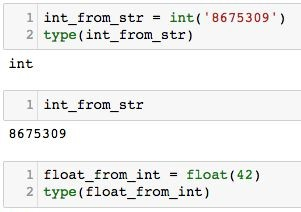 1 int_from_str = int('8675309')
2 type(int_from_str)
int
1 int_from_str
8675309
1 float_from_int = float(42)
2 type(float_from_int)